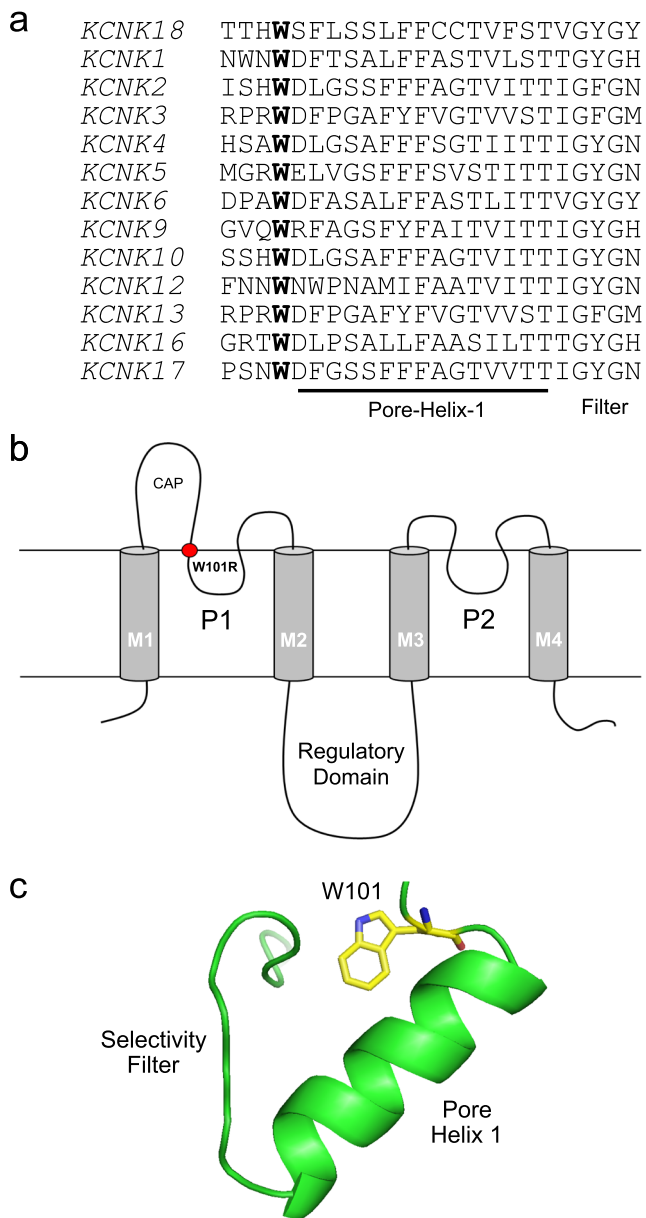 a
KCNK18 TTHWSFLSSLFFCCTVFSTVGYGY
KCNK1 NWNWDFTSALFFASTVLSTTGYGH
KCNK2 ISHWDLGSSFFFAGTVITTIGFGN
KCNK3 RPRWDFPGAFYFVGTVVSTIGFGM
KCNK4 HSAWDLGSAFFFSGTIITTIGYGN
KCNK5 MGRWELVGSFFFSVSTITTIGYGN
KCNK6 DPAWDFASALFFASTLITTVGYGY
KCNK9 GVQWRFAGSFYFAITVITTIGYGH
KCNK10 SSHWDLGSAFFFAGTVITTIGYGN
KCNK12 FNNWNWPNAMIFAATVITTIGYGN
KCNK13 RPRWDFPGAFYFVGTVVSTIGFGM
KCNK16 GRTWDLPSALLFAASILTTTGYGH
KCNK17 PSNWDFGSSFFFAGTVVTTIGYGN
Pore-Helix-1 Filter
b
CAP
W101R
P1 P2
M1 M2 M3 M4
Regulatory
Domain
c
W101
Selectivity
Filter
Pore
Helix 1